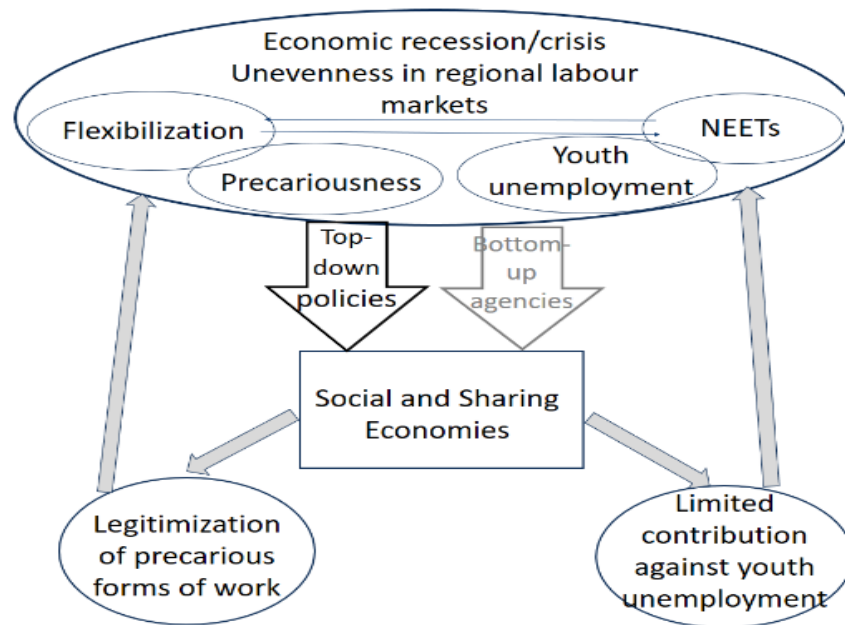 Economic recession/crisis
Unevenness in regional labour
markets
Flexibilization
NEETs
Precariousness
Youth
unemployment
Top-
down
policies
Bottom-
up
agencies
Social and Sharing
Economies
Legitimization
of precarious
forms of work
Limited
contribution
against youth
unemployment